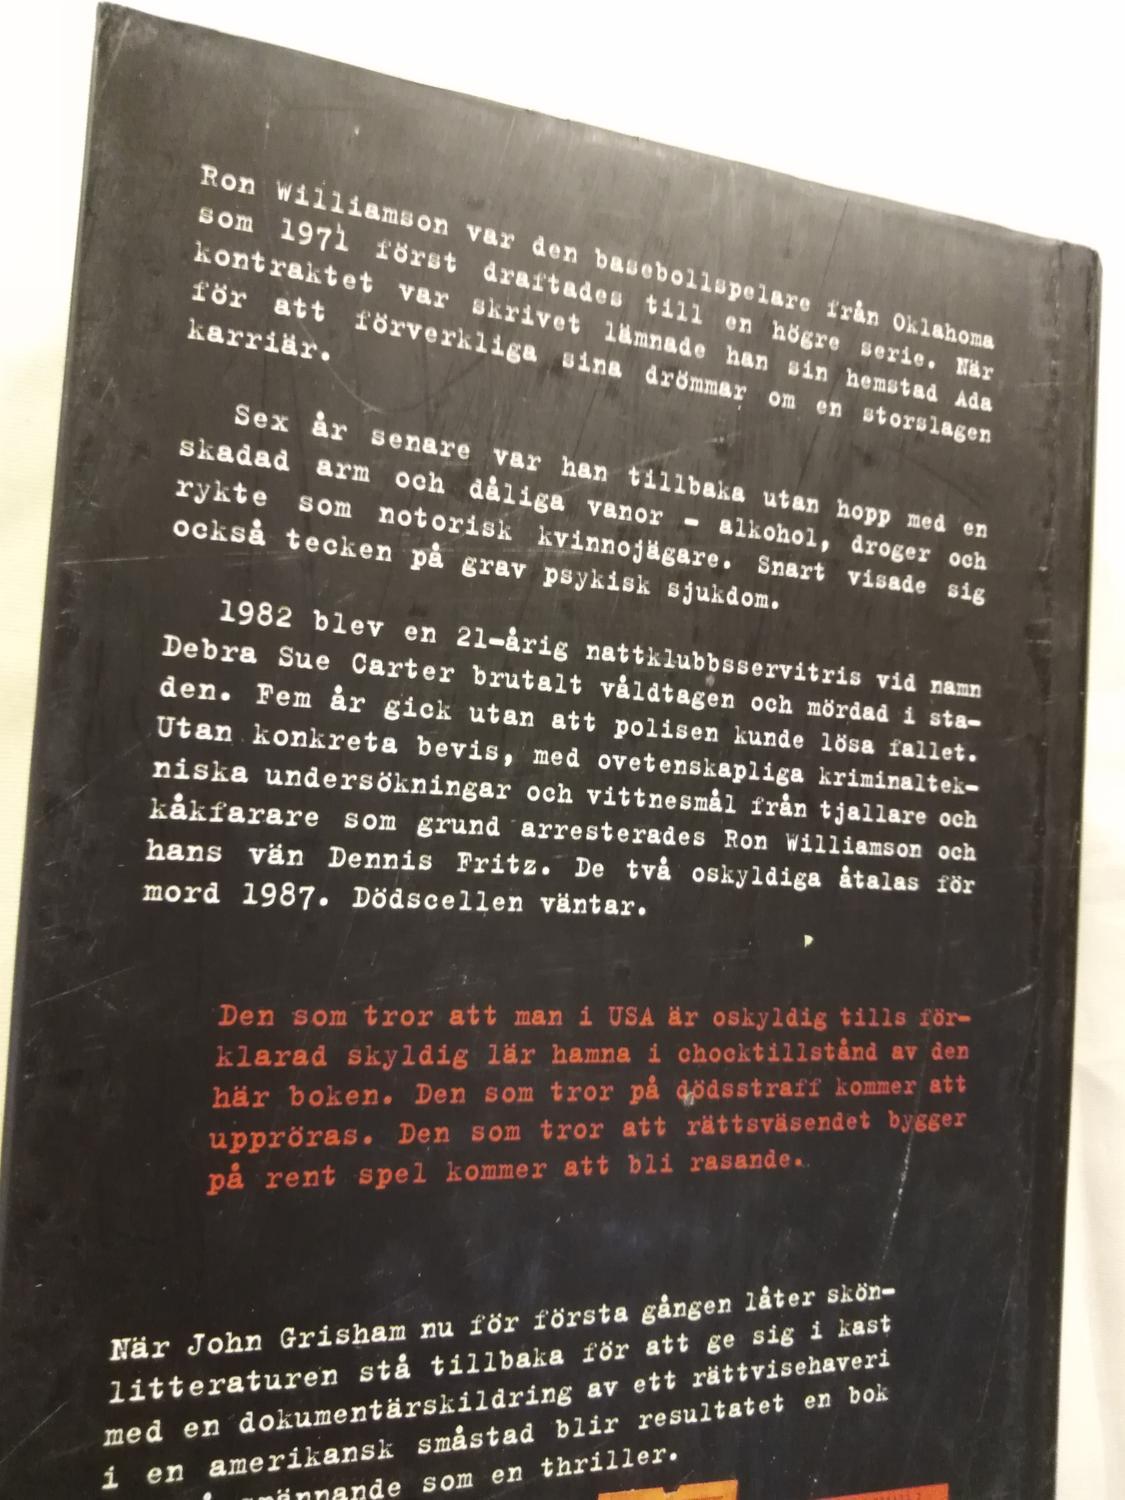 Ron Williamson var den basebollspelare från Oklahoma
som 1971 först draftades till en högre serie. När
kontraktet var skrivet lämnade han sin hemstad Ada
för att förverkliga sina drömmar om en storslagen
karriär.
Sex år senare var han tillbaka utan hopp med en
skadad arm och dåliga vanor – alkohol, droger och
rykte som notorisk kvinnojägare. Snart visade sig
också tecken på grav psykisk sjukdom.
1982 blev en 21-årig nattklubbsservitris vid namn
Debra Sue Carter brutalt våldtagen och mördad i sta-
den. Fem år gick utan att polisen kunde lösa fallet.
Utan konkreta bevis, med ovetenskapliga kriminaltek-
niska undersökningar och vittnesmål från tjallare och
kåkfarare som grund arresterades Ron Williamson och
hans vän Dennis Fritz. De två oskyldiga åtalas för
mord 1987. Dödscellen väntar.
Den som tror att man i USA är oskyldig tills för-
klarad skyldig lär hamna i chocktillstånd av den
här boken. Den som tror på dödsstraff kommer att
uppröras. Den som tror att rättsväsendet bygger
på rent spel kommer att bli rasande.
När John Grisham nu för första gången låter skön-
litteraturen stå tillbaka för att ge sig i kast
med en dokumentärskildring av ett rättvisehaveri
i en amerikansk småstad blir resultatet en bok
spännande som en thriller.